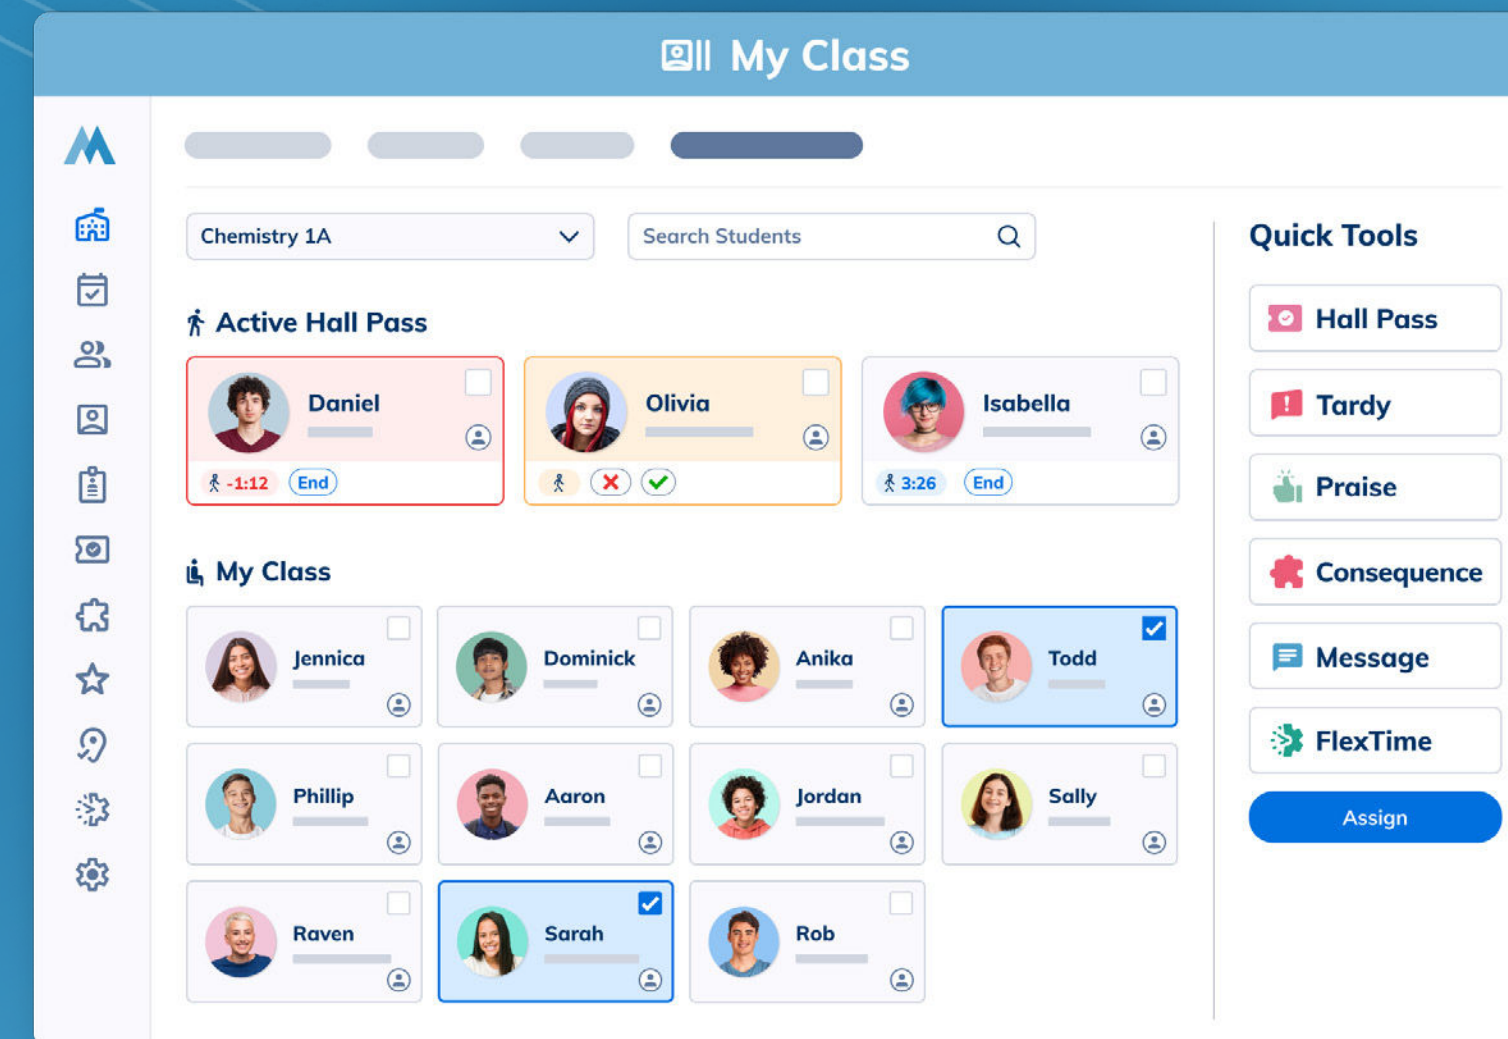 My Class
Chemistry 1A
Search Students
Quick Tools
Active Hall Pass
Daniel
-1:12 End
Olivia
Isabella
3:26 End
My Class
Jennica
Dominick
Anika
Todd
Phillip
Aaron
Jordan
Sally
Raven
Sarah
Rob
Hall Pass
Tardy
Praise
Consequence
Message
FlexTime
Assign